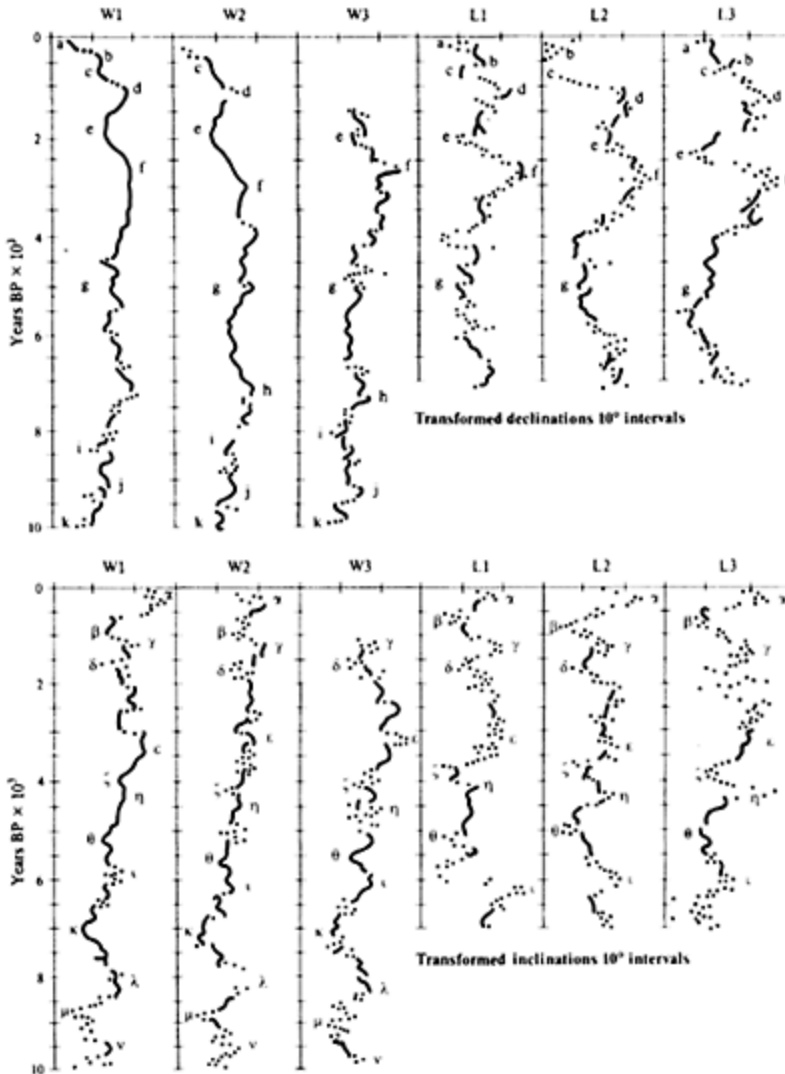 W1 W2 W3 L1 L2 L3
0
a a a
b b b b
c c c c
d d d d d
e e e e e e
2
f f f f f
4
g g g g g g
Years BP × 10³
6
h h
Transformed declinations 10° intervals
8
i i i
j j j
10
k k k
W1 W2 W3 L1 L2 L3
0
α α α α α
β β β β β
γ γ γ γ γ
δ δ δ δ δ
2
ε ε ε ε ε
ζ ζ ζ ζ ζ ζ
4
η η η η η η
Years BP × 10³
θ θ θ θ θ θ
6
ι ι ι ι ι ι
κ κ κ
Transformed inclinations 10° intervals
8
λ λ λ
μ μ μ
10
ν ν